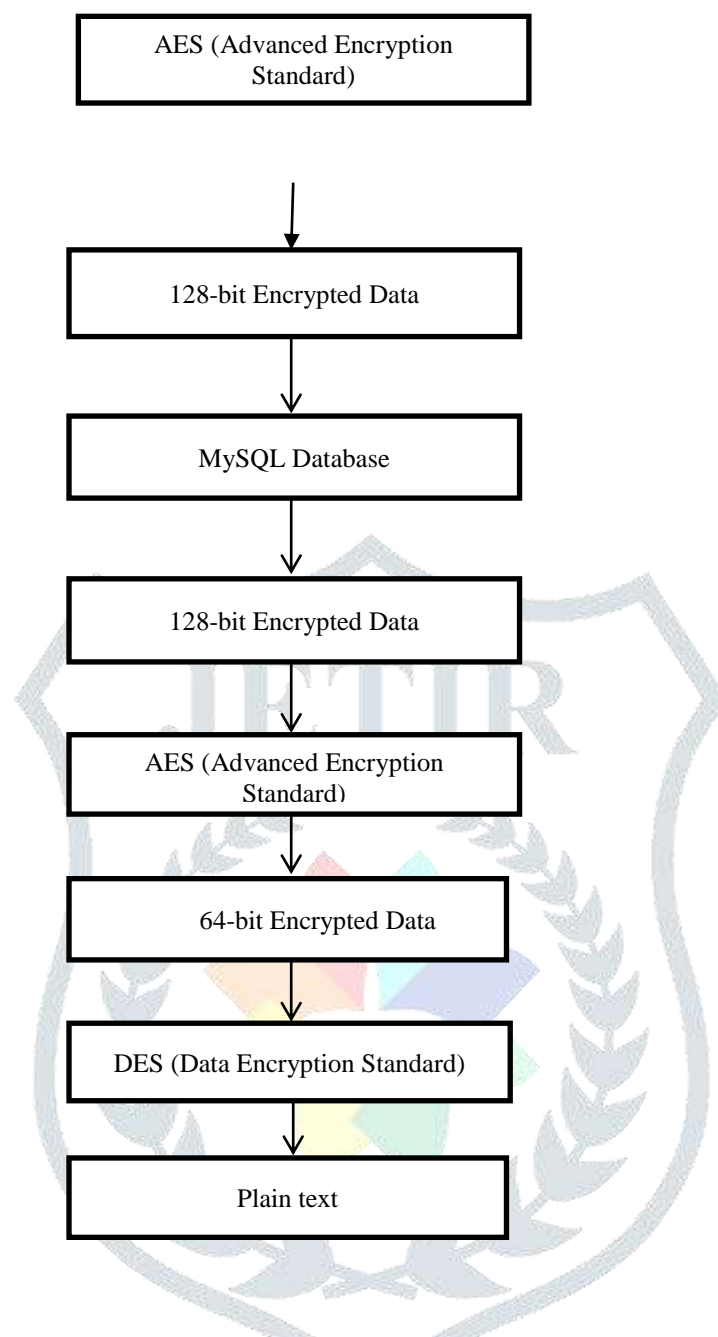 AES (Advanced Encryption
Standard)
128-bit Encrypted Data
MySQL Database
128-bit Encrypted Data
JETIR
AES (Advanced Encryption
Standard)
64-bit Encrypted Data
DES (Data Encryption Standard)
Plain text